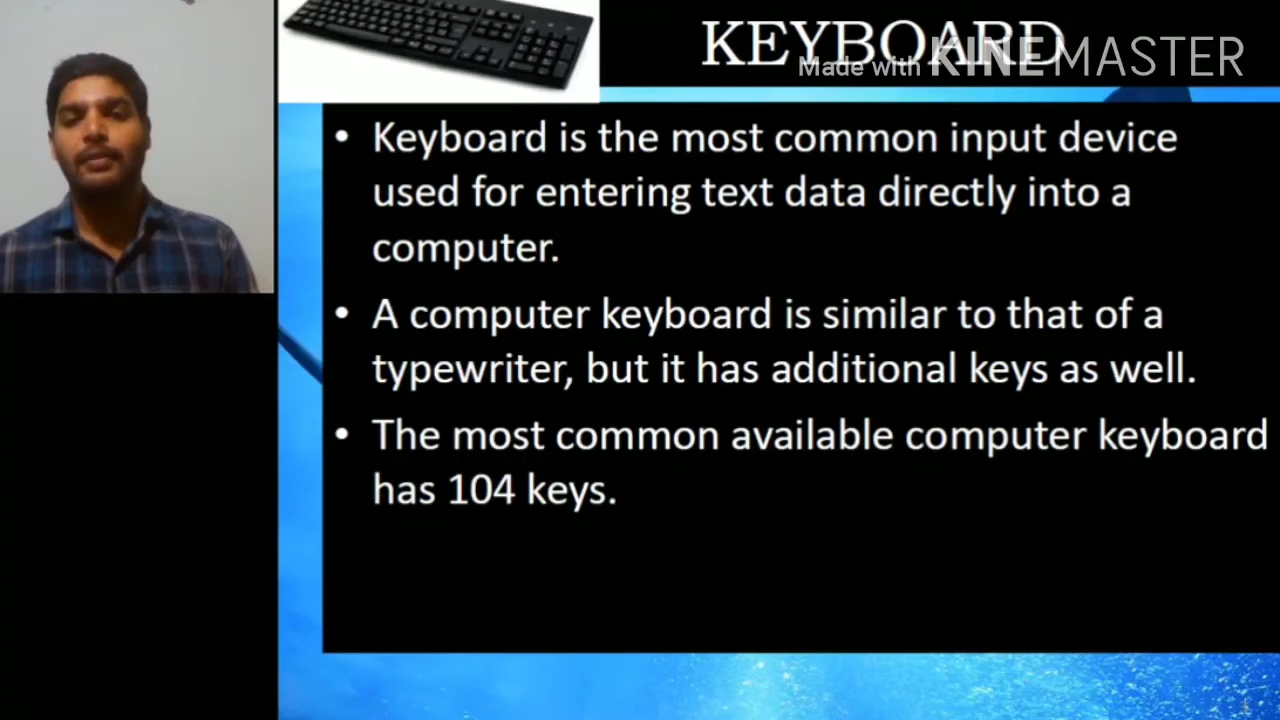 KEYBOARD
Made with KINEMASTER
• Keyboard is the most common input device
used for entering text data directly into a
computer.
• A computer keyboard is similar to that of a
typewriter, but it has additional keys as well.
• The most common available computer keyboard
has 104 keys.